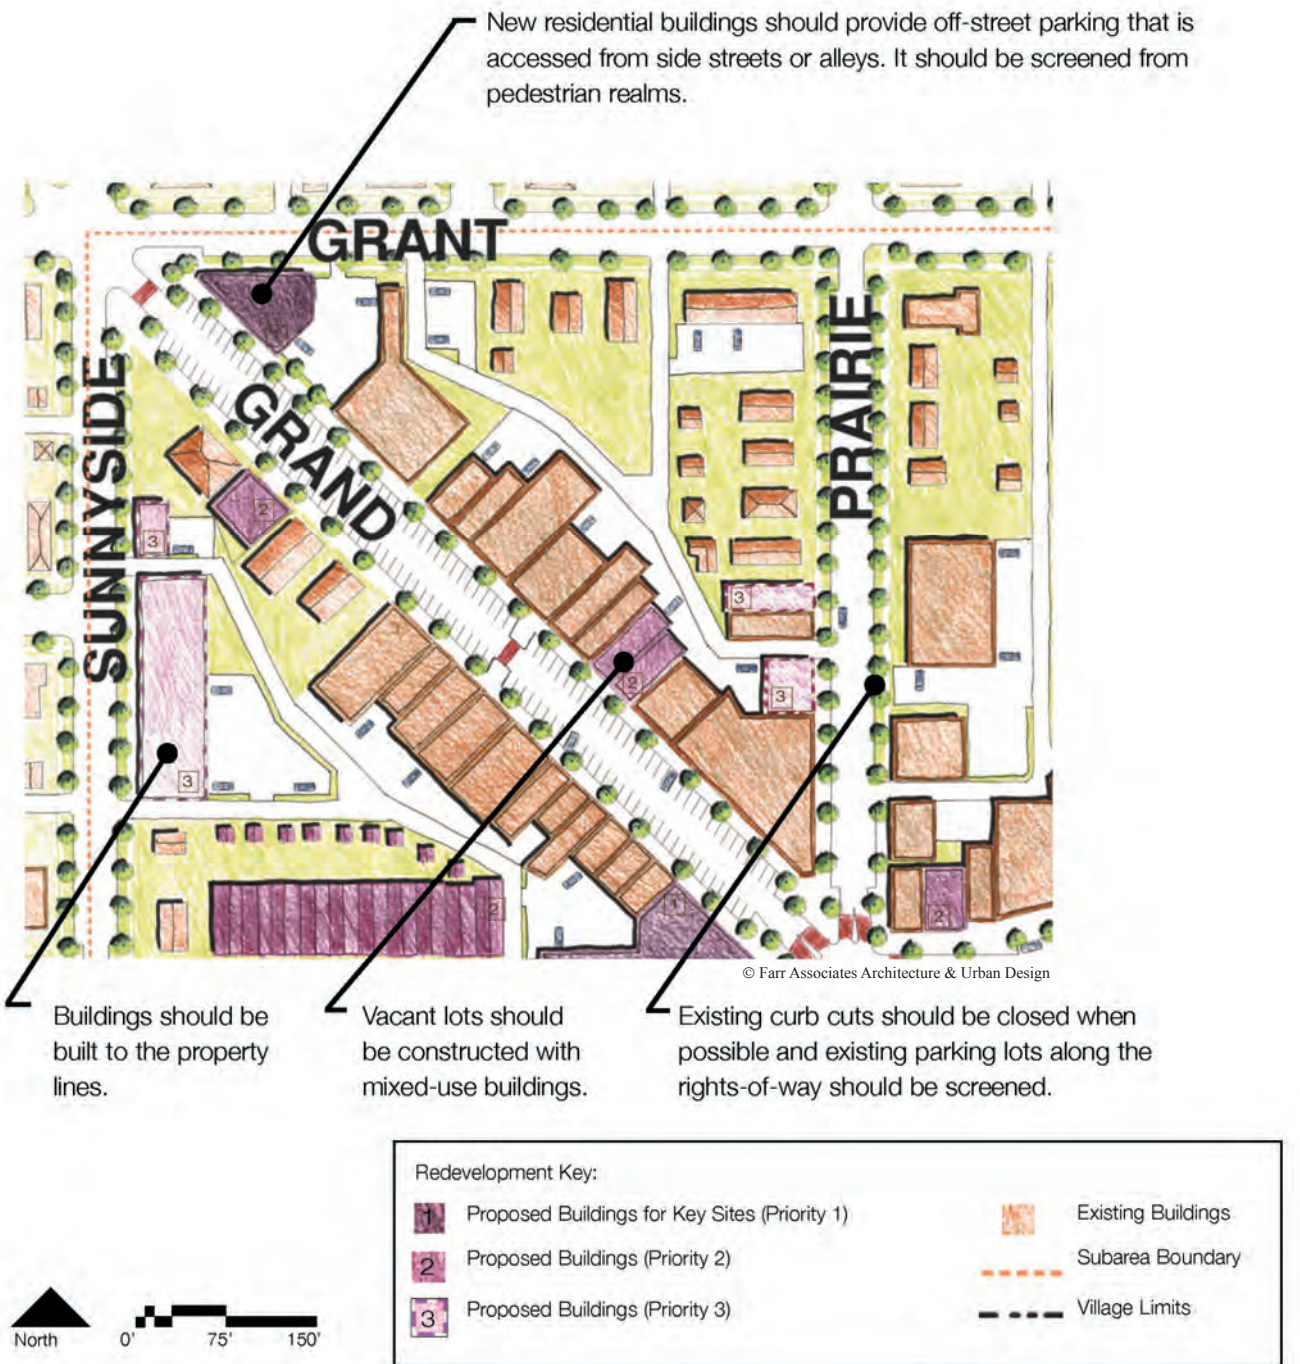 New residential buildings should provide off-street parking that is
accessed from side streets or alleys. It should be screened from
pedestrian realms.
GRANT
SUNNYSIDE
GRAND
PRAIRIE
2
3
3
3
2
3
1
2
2
© Farr Associates Architecture & Urban Design
Buildings should be
built to the property
lines.
Vacant lots should
be constructed with
mixed-use buildings.
Existing curb cuts should be closed when
possible and existing parking lots along the
rights-of-way should be screened.
Redevelopment Key:
1 Proposed Buildings for Key Sites (Priority 1)
2 Proposed Buildings (Priority 2)
3 Proposed Buildings (Priority 3)
Existing Buildings
Subarea Boundary
Village Limits
North
0' 75' 150'